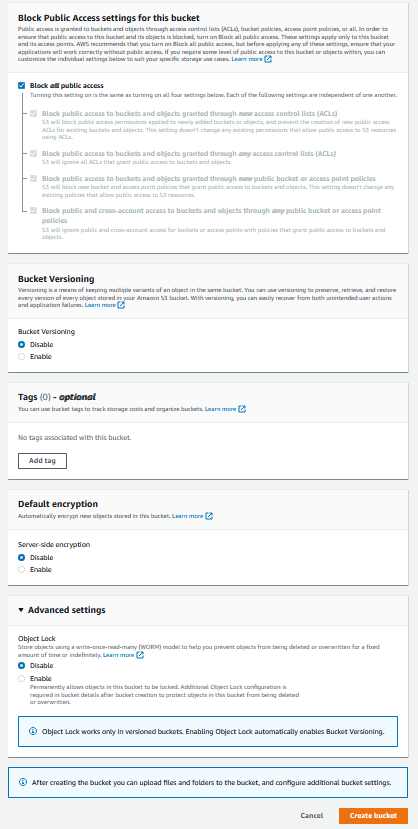 Block Public Access settings for this bucket
Public access is granted to buckets and objects through access control lists (ACLs), bucket policies, access point policies, or all. In order to
ensure that public access to this bucket and its objects is blocked, turn on Block all public access. These settings apply only to this bucket
and its access points. AWS recommends that you turn on Block all public access, but before applying any of these settings, ensure that your
applications will work correctly without public access. If you require some level of public access to this bucket or objects within, you can
customize the individual settings below to suit your specific storage use cases. Learn more
Block all public access
Turning this setting on is the same as turning on all four settings below. Each of the following settings are independent of one another.
Block public access to buckets and objects granted through new access control lists (ACLs)
S3 will block public access permissions applied to newly added buckets or objects, and prevent the creation of new public access
ACLs for existing buckets and objects. This setting doesn't change any existing permissions that allow public access to S3 resources
using ACLs.
Block public access to buckets and objects granted through any access control lists (ACLs)
S3 will ignore all ACLs that grant public access to buckets and objects.
Block public access to buckets and objects granted through new public bucket or access point policies
S3 will block new bucket and access point policies that grant public access to buckets and objects. This setting doesn't change any
existing policies that allow public access to S3 resources.
Block public and cross-account access to buckets and objects through any public bucket or access point
policies
S3 will ignore public and cross-account access for buckets or access points with policies that grant public access to buckets and
objects.
Bucket Versioning
Versioning is a means of keeping multiple variants of an object in the same bucket. You can use versioning to preserve, retrieve, and restore
every version of every object stored in your Amazon S3 bucket. With versioning, you can easily recover from both unintended user actions
and application failures. Learn more
Bucket Versioning
Disable
Enable
Tags (0) - optional
You can use bucket tags to track storage costs and organize buckets. Learn more
No tags associated with this bucket.
Add tag
Default encryption
Automatically encrypt new objects stored in this bucket. Learn more
Server-side encryption
Disable
Enable
Advanced settings
Object Lock
Store objects using a write-once-read-many (WORM) model to help you prevent objects from being deleted or overwritten for a fixed
amount of time or indefinitely. Learn more
Disable
Enable
Permanently allows objects in this bucket to be locked. Additional Object Lock configuration is
required in bucket details after bucket creation to protect objects in this bucket from being deleted
or overwritten.
Object Lock works only in versioned buckets. Enabling Object Lock automatically enables Bucket Versioning.
After creating the bucket you can upload files and folders to the bucket, and configure additional bucket settings.
Cancel
Create bucket